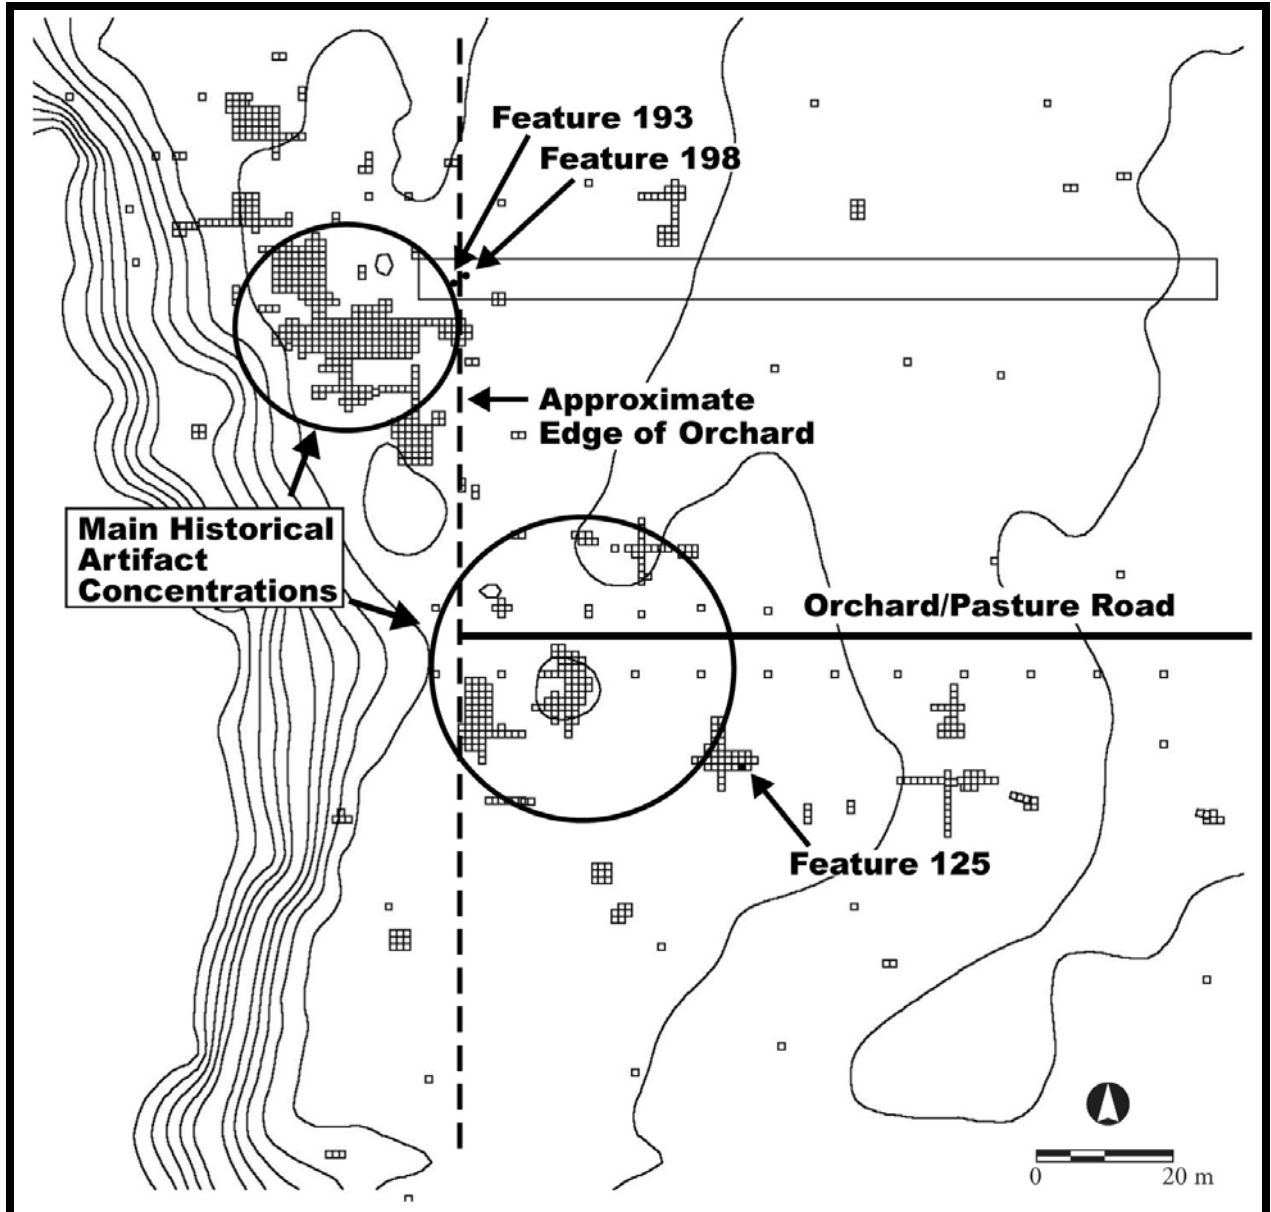 Feature 193
Feature 198
Approximate
Edge of Orchard
Main Historical
Artifact
Concentrations
Orchard/Pasture Road
Feature 125
0 20 m